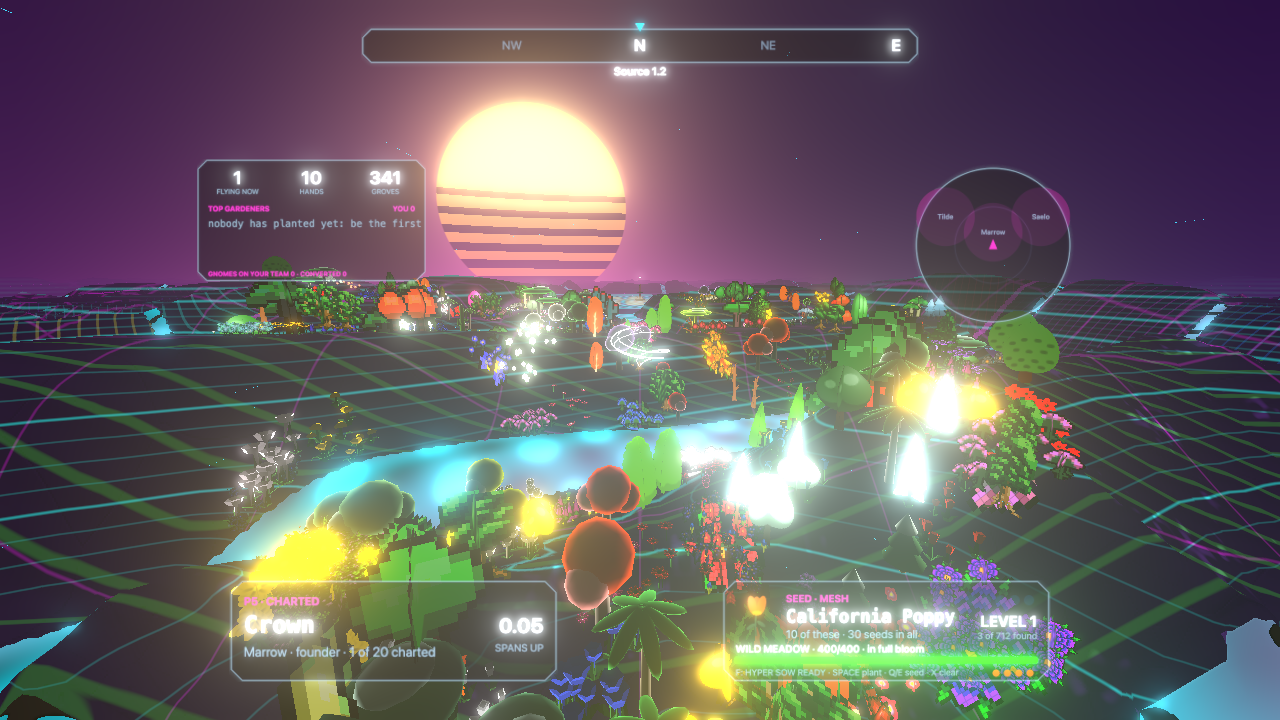 NW N NE E
Source 1.2
1 10 341
FLYING NOW HANDS GROVES
TOP GARDENERS YOU 0
nobody has planted yet: be the first
GNOMES ON YOUR TEAM 0 · CONVERTED 0
Tilde Saelo
Marrow
· CHARTED
Crown
0.05
SPANS UP
Marrow · founder · 1 of 20 charted
SEED · MESH
California Poppy
LEVEL 1
10 of these · 30 seeds in all
3 of 712 found
WILD MEADOW · 400/400 · in full bloom
F: HYPER SOW READY · SPACE plant · Q/E seed · X clear